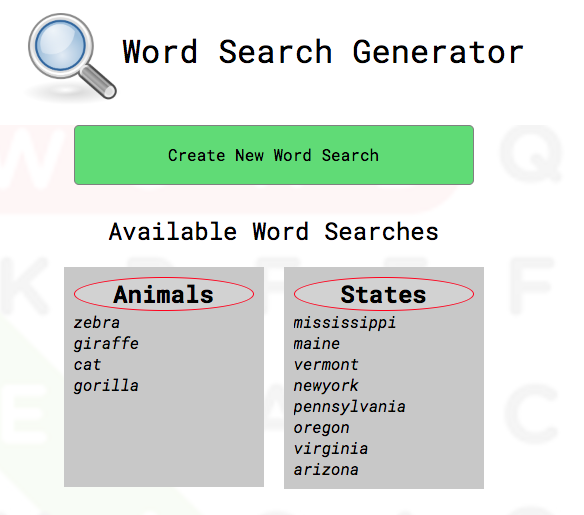 Word Search Generator
Create New Word Search
Available Word Searches
Animals
zebra
giraffe
cat
gorilla
States
mississippi
maine
vermont
newyork
pennsylvania
oregon
virginia
arizona